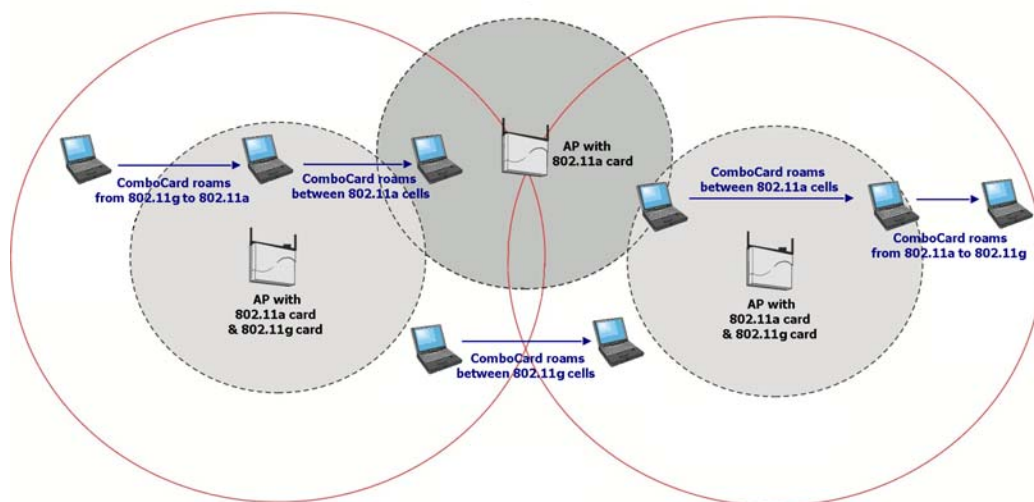 AP with
802.11a card
ComboCard roams
from 802.11g to 802.11a
ComboCard roams
between 802.11a cells
ComboCard roams
between 802.11a cells
ComboCard roams
from 802.11a to 802.11g
AP with
802.11a card
& 802.11g card
AP with
802.11a card
& 802.11g card
ComboCard roams
between 802.11g cells